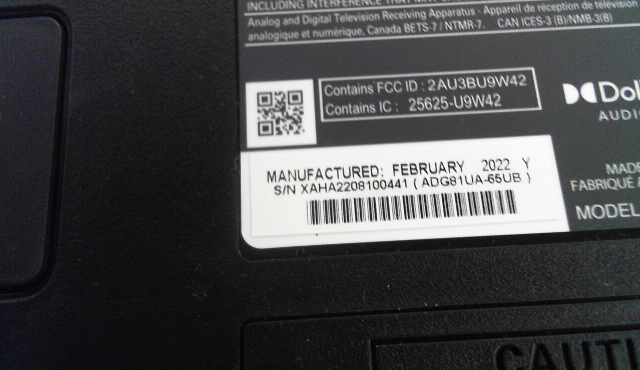 INCLUDING INTERFERENCE THAT MAY
Analog and Digital Television Receiving Apparatus - Appareil de réception de télévision
analogique et numérique, Canada BETS-7 / NTMR-7. CAN ICES-3 (B)/NMB-3(B)
Contains FCC ID : 2AU3BU9W42
Contains IC : 25625-U9W42
Dol
AUDI
MANUFACTURED: FEBRUARY 2022 Y
S/N XAHA2208100441 ( ADG81UA-65UB )
MADE
FABRIQUÉ A
MODEL
CAUTI